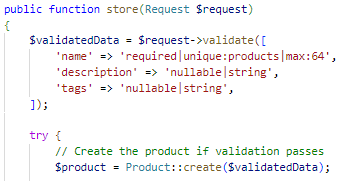 public function store(Request $request)
{
    $validatedData = $request->validate([
        'name' => 'required|unique:products|max:64',
        'description' => 'nullable|string',
        'tags' => 'nullable|string',
    ]);
    try {
        // Create the product if validation passes
        $product = Product::create($validatedData);